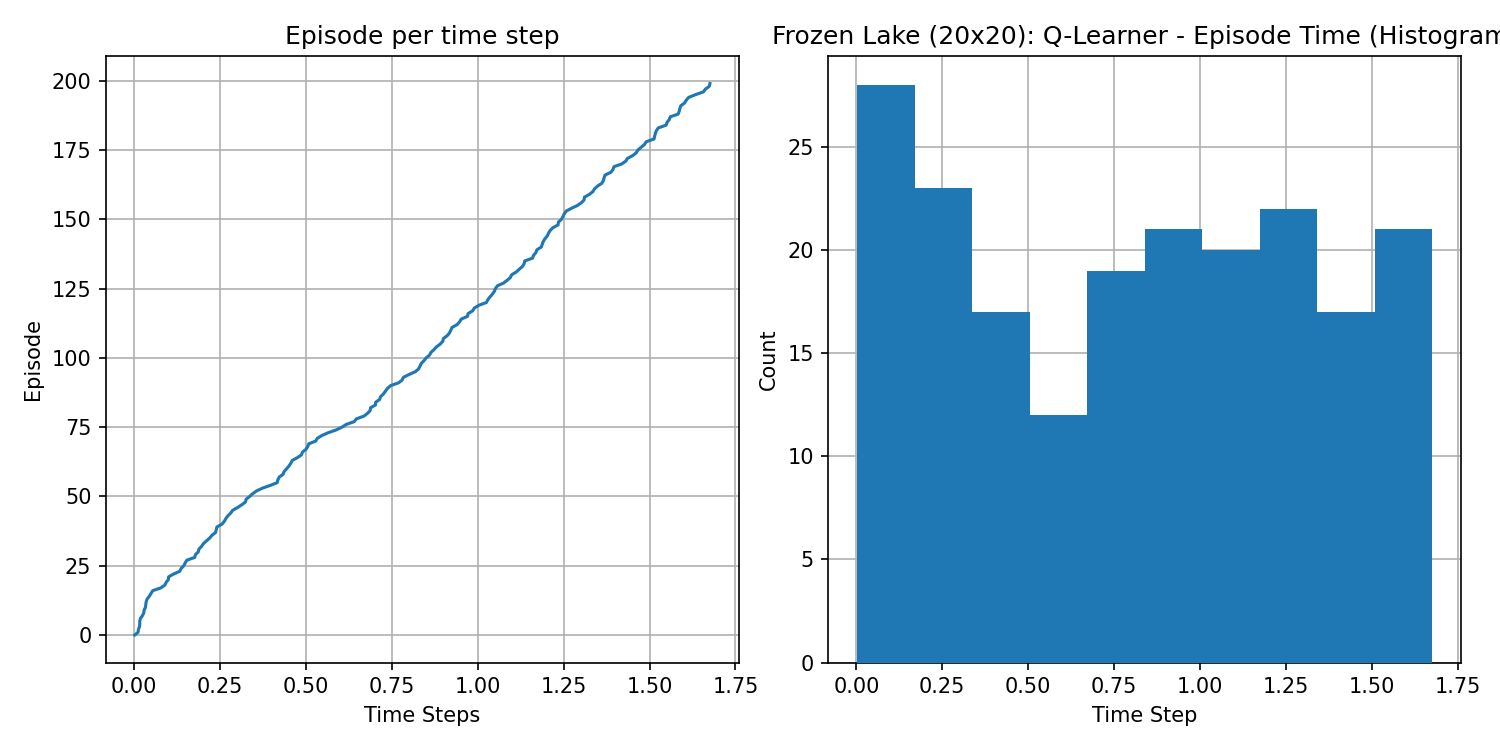 Episode per time step
200
175
150
125
100
75
50
25
0
Episode
0.00 0.25 0.50 0.75 1.00 1.25 1.50 1.75
Time Steps
Frozen Lake (20x20): Q-Learner - Episode Time (Histogram
25
20
15
10
5
0
Count
0.00 0.25 0.50 0.75 1.00 1.25 1.50 1.75
Time Step